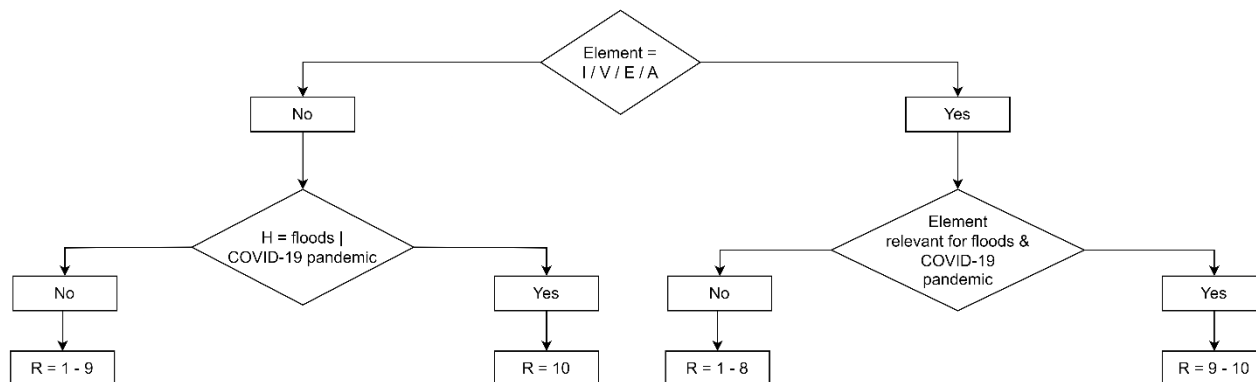 Element =
I / V / E / A
No
Yes
H = floods |
COVID-19 pandemic
Element
relevant for floods &
COVID-19
pandemic
No
Yes
No
Yes
R = 1 - 9
R = 10
R = 1 - 8
R = 9 - 10